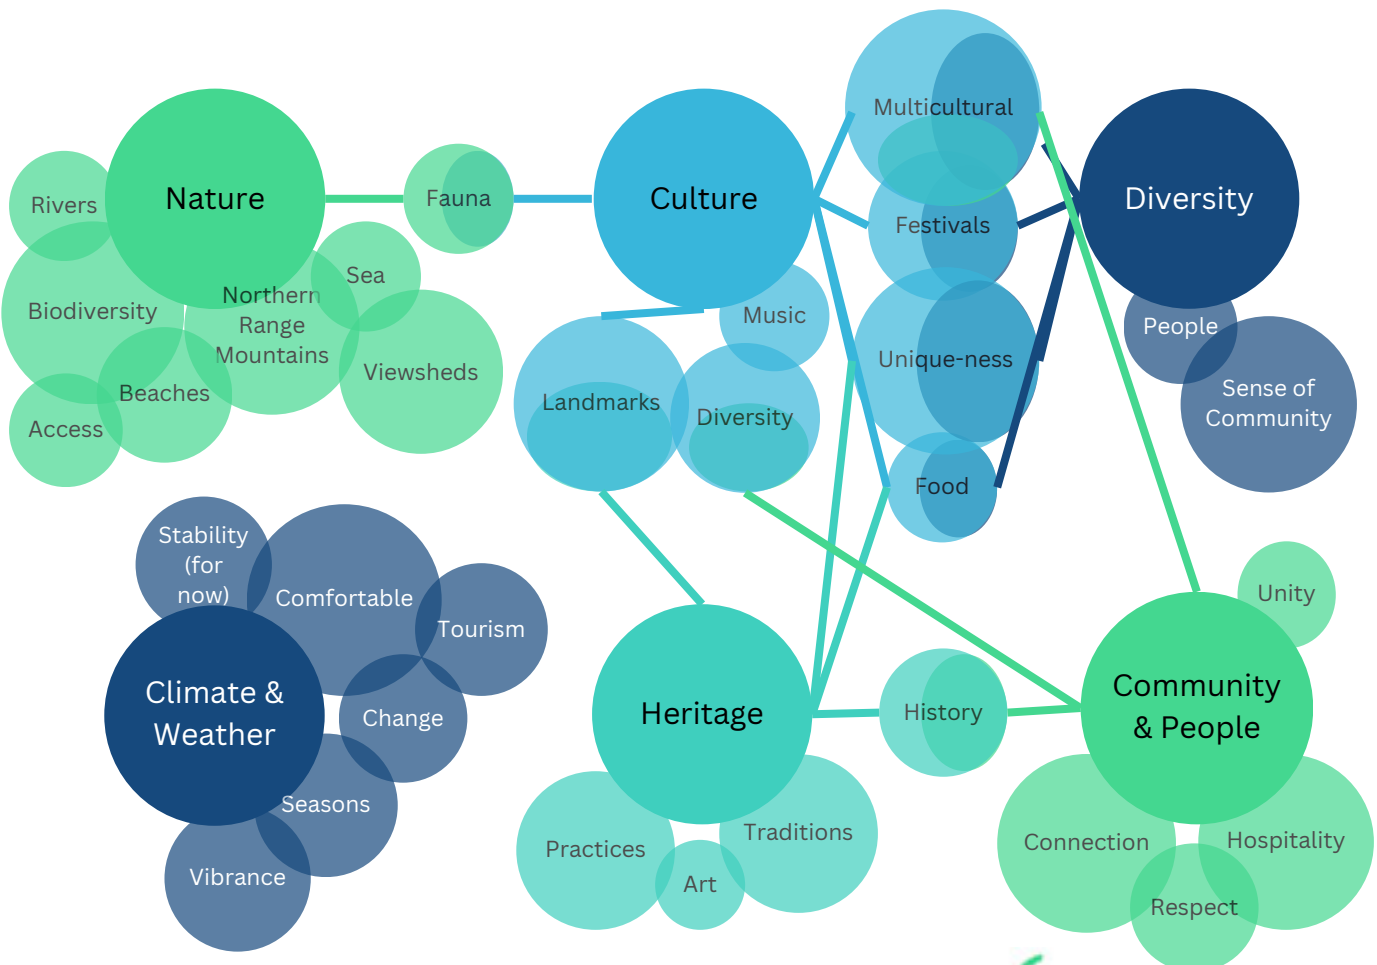 Multicultural
Nature
Fauna
Culture
Diversity
Rivers
Festivals
Sea
Biodiversity
Northern
Range
Mountains
Music
People
Viewsheds
Unique-ness
Beaches
Access
Landmarks
Diversity
Sense of
Community
Food
Stability
(for
now)
Comfortable
Tourism
Unity
Climate &
Weather
Change
Heritage
History
Community
& People
Seasons
Vibrance
Practices
Art
Traditions
Connection
Hospitality
Respect